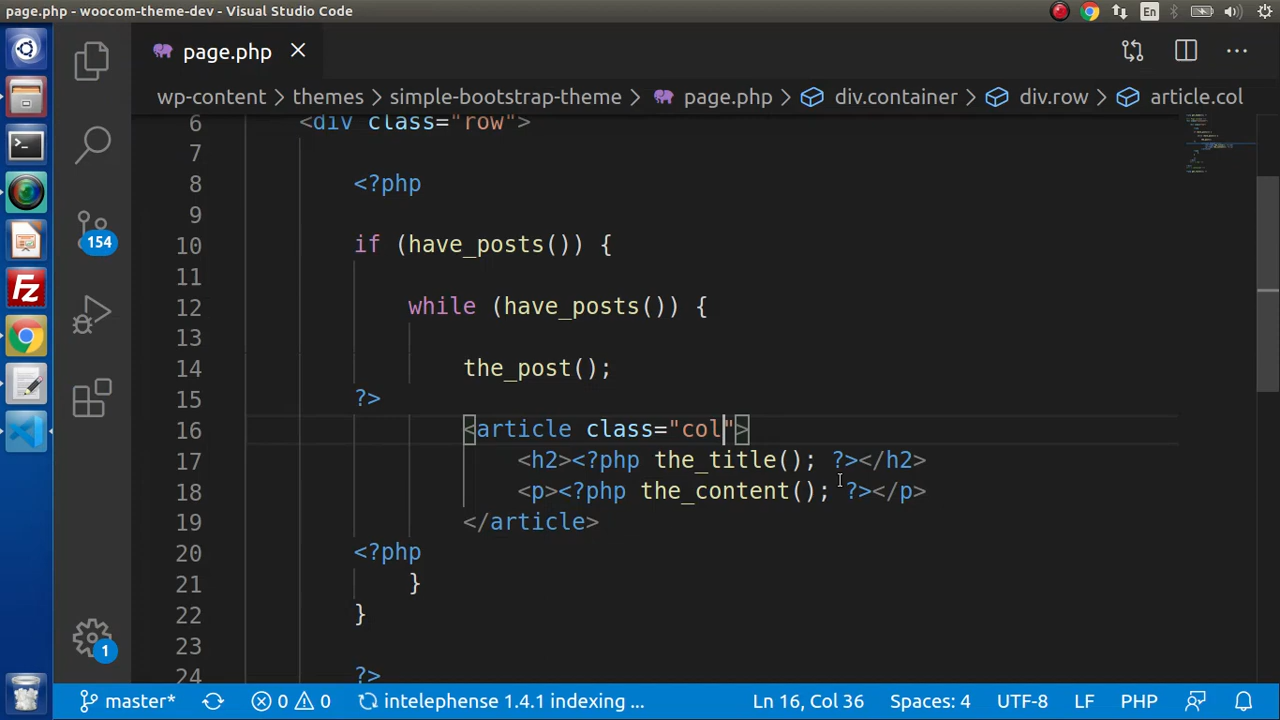 page.php - woocom-theme-dev - Visual Studio Code En
page.php
wp-content themes simple-bootstrap-theme page.php div.container div.row article.col
6 <div class="row">
7
8 <?php
9
10 if (have_posts()) {
11
12 while (have_posts()) {
13
14 the_post();
15 ?>
16 <article class="col">
17 <h2><?php the_title(); ?></h2>
18 <p><?php the_content(); ?></p>
19 </article>
20 <?php
21 }
22 }
23
24 ?>
154
Fz
1
master* 0 0 intelephense 1.4.1 indexing ... Ln 16, Col 36 Spaces: 4 UTF-8 LF PHP